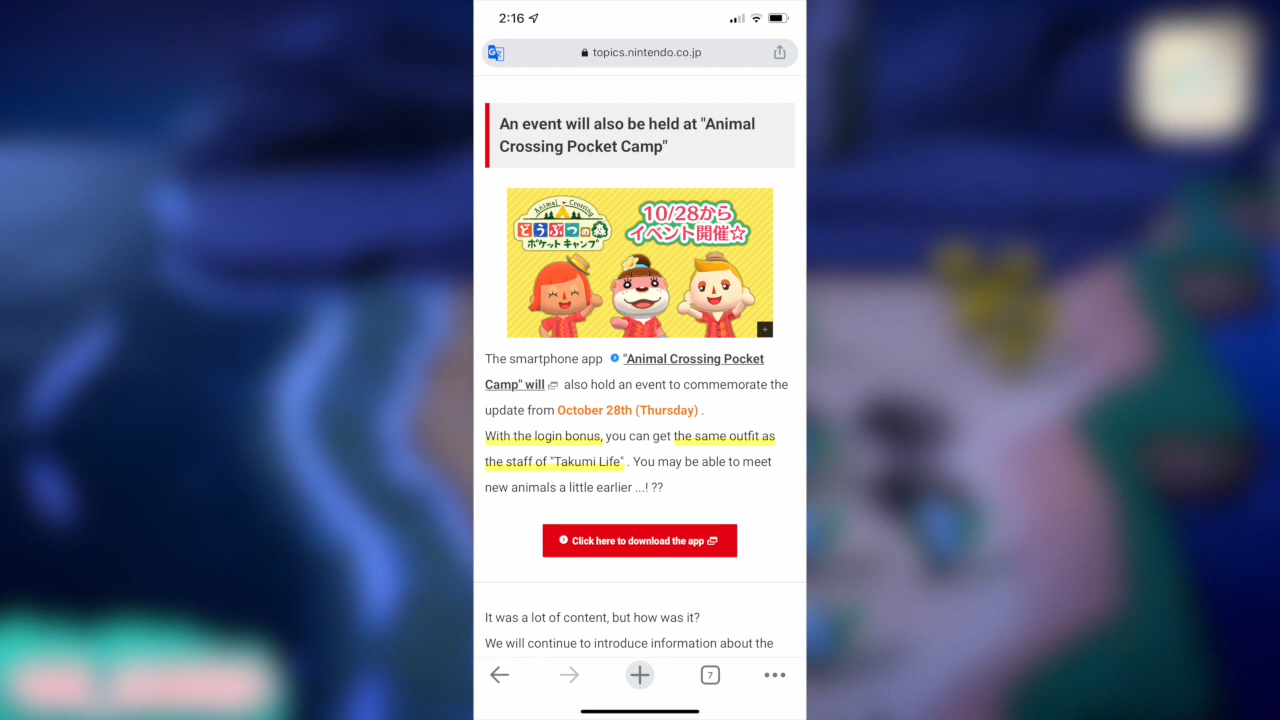 2:16
topics.nintendo.co.jp
An event will also be held at "Animal
Crossing Pocket Camp"
Animal Crossing
どうぶつの森
ポケット キャンプ
10/28から
イベント開催☆
The smartphone app "Animal Crossing Pocket
Camp" will also hold an event to commemorate the
update from October 28th (Thursday) .
With the login bonus, you can get the same outfit as
the staff of "Takumi Life" . You may be able to meet
new animals a little earlier ...! ??
Click here to download the app
It was a lot of content, but how was it?
We will continue to introduce information about the
7